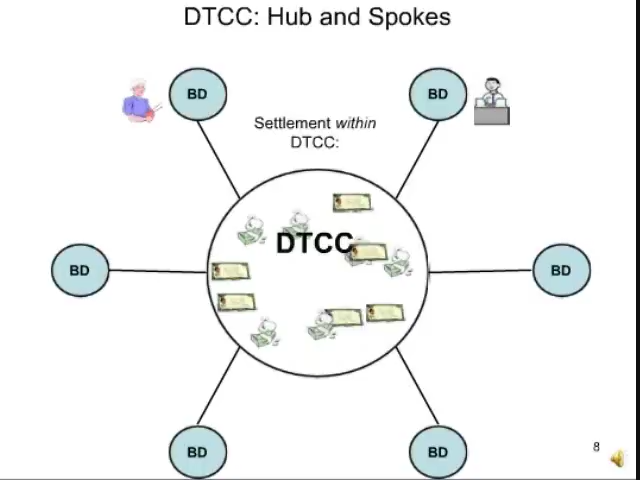 DTCC: Hub and Spokes
BD
BD
Settlement within
DTCC:
DTCC
BD
BD
BD
BD
8